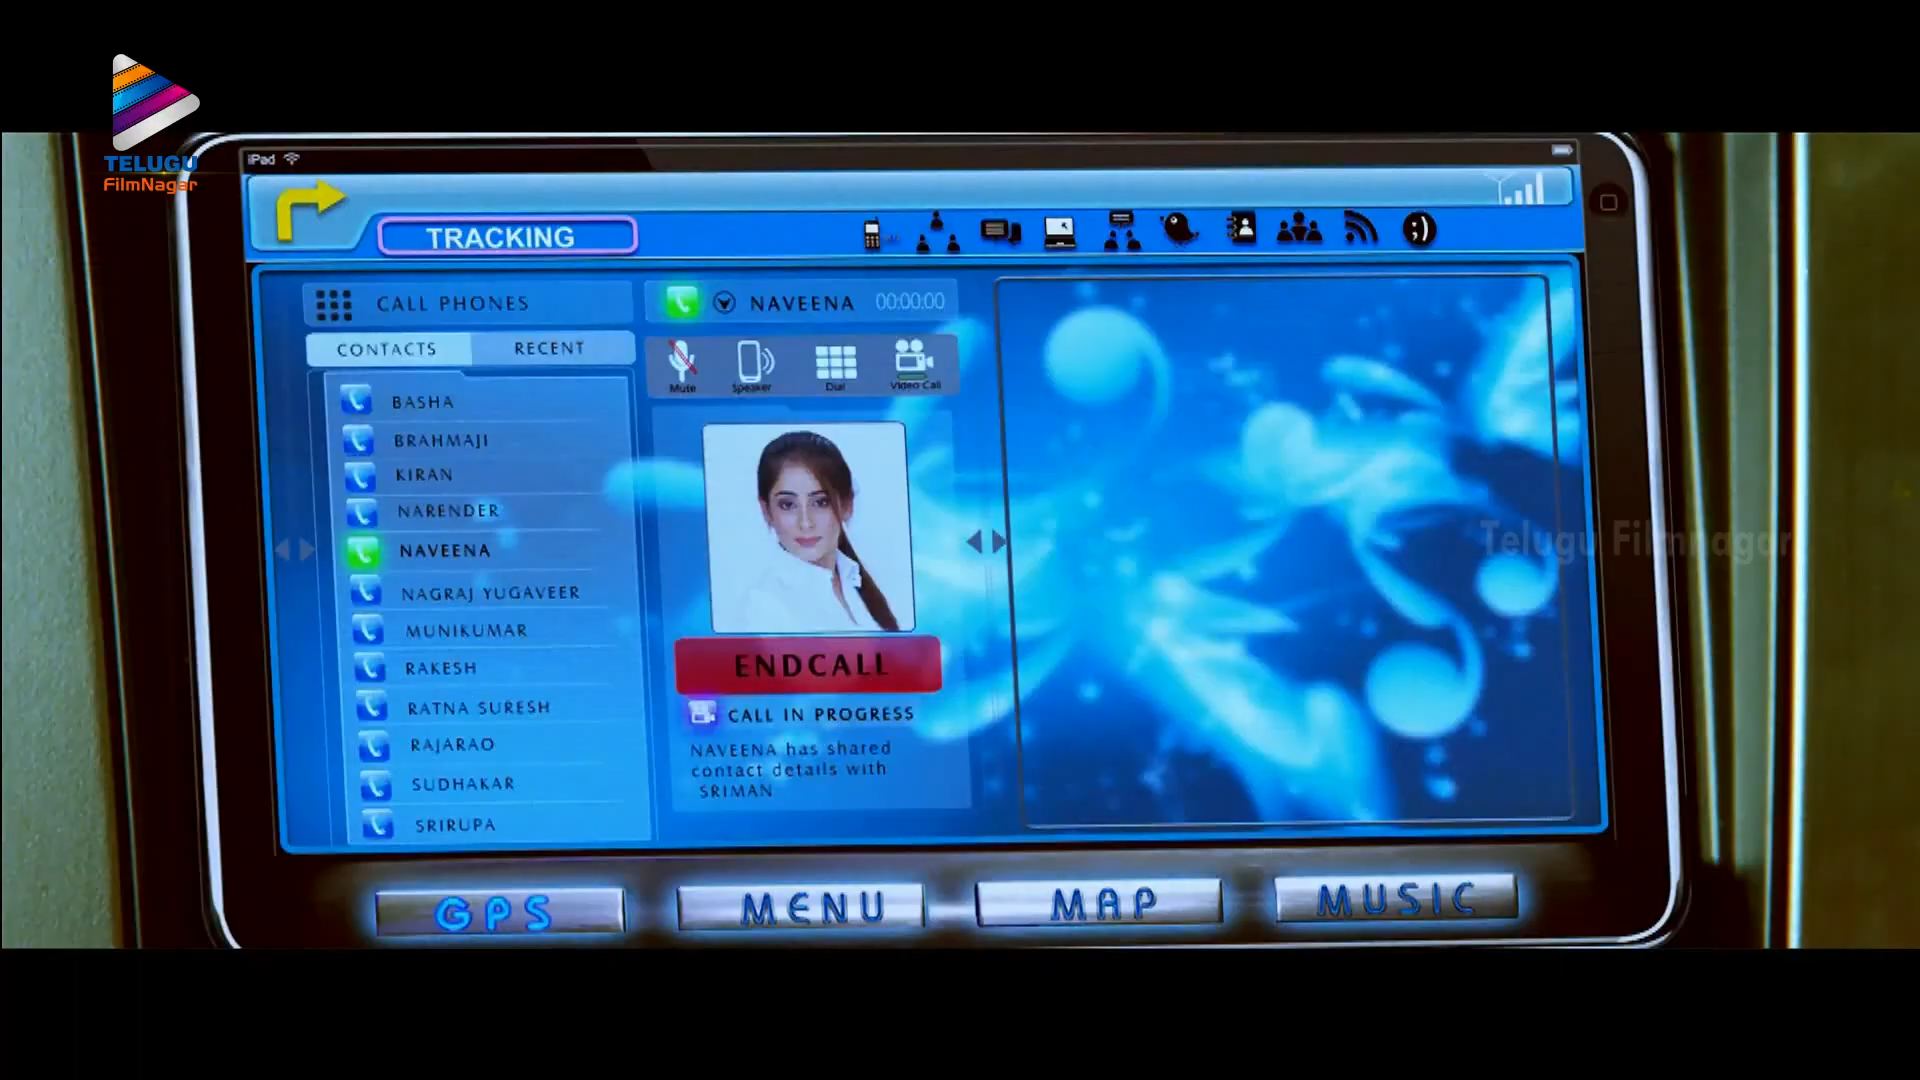 TELUGU
FilmNagar
iPad
TRACKING
CALL PHONES
CONTACTS RECENT
BASHA
BRAHMAJI
KIRAN
NARENDER
NAVEENA
NAGRAJ YUGAVEER
MUNIKUMAR
RAKESH
RATNA SURESH
RAJARAO
SUDHAKAR
SRIRUPA
NAVEENA 00:00:00
Mute Speaker Dial Video Call
ENDCALL
CALL IN PROGRESS
NAVEENA has shared
contact details with
SRIMAN
Telugu Filmnagar
GPS MENU MAP MUSIC